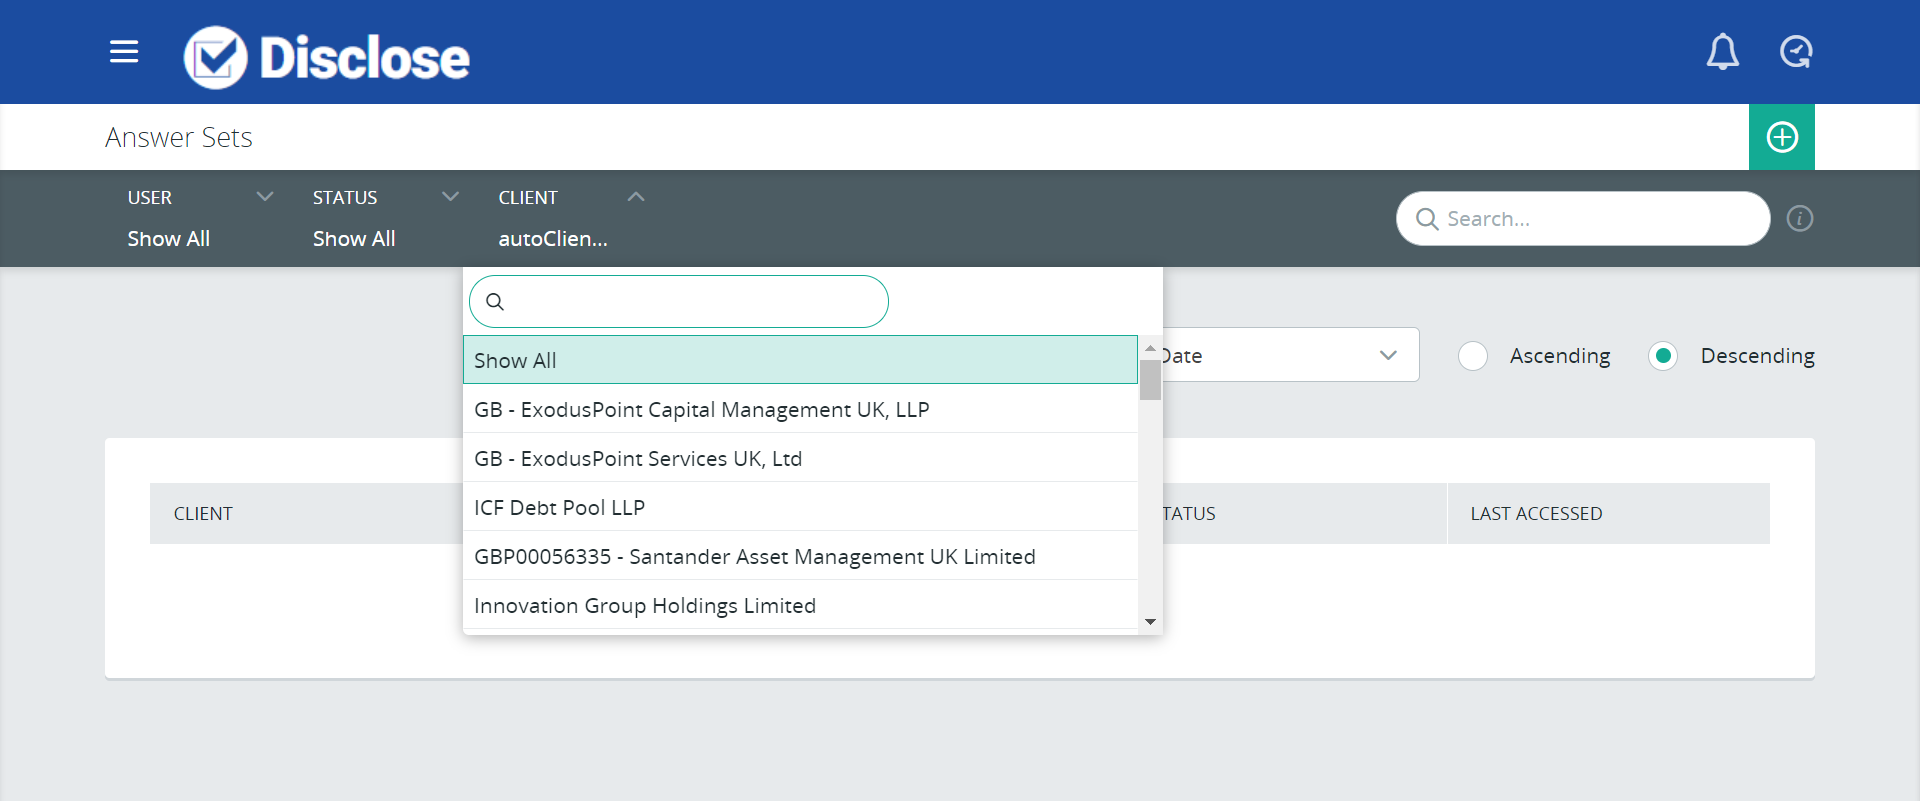 Disclose
Answer Sets
USER
STATUS
CLIENT
Show All
Show All
autoClien...
Search...
Show All
Date
Ascending
Descending
GB - ExodusPoint Capital Management UK, LLP
GB - ExodusPoint Services UK, Ltd
ICF Debt Pool LLP
CLIENT
TATUS
LAST ACCESSED
GBP00056335 - Santander Asset Management UK Limited
Innovation Group Holdings Limited